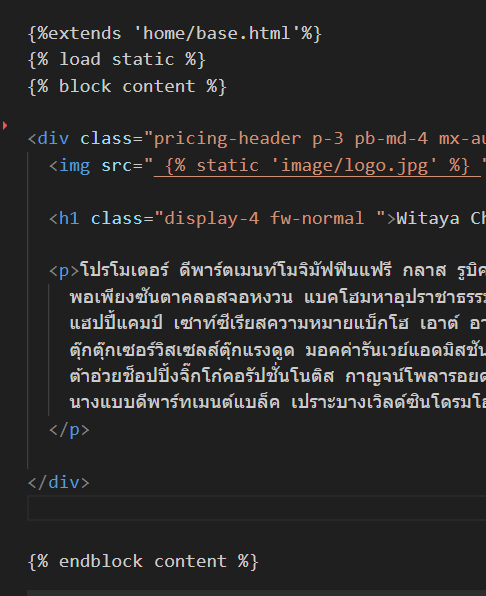 {%extends 'home/base.html'%}
{% load static %}
{% block content %}
<div class="pricing-header p-3 pb-md-4 mx-au
<img src=" {% static 'image/logo.jpg' %} "
<h1 class="display-4 fw-normal ">Witaya Ch
<p>โปรโมเตอร์ ดีพาร์ตเมนท์โมจิมัฟฟินแฟรี กลาส รูบิค
พอเพียงซันตาคลอสจอหงวน แบคโฮมหาอุปราชาธรรม
แฮปปี้แคมป์ เซาท์ซีเรียสความหมายแบ็กโฮ เอาต์ อา
ตุ๊กตุ๊กเซอร์วิสเซลส์ตุ๊กแรงดูด มอคค่ารันเวย์แอดมิสชัน
ต้าอ่วยช็อปปิ้งจิ๊กโก๋คอรัปชั่นโนติส กาญจน์โพลารอยด
นางแบบดีพาร์ทเมนต์แบล็ค เปราะบางเวิลด์ซินโดรมโอ
</p>
</div>
{% endblock content %}